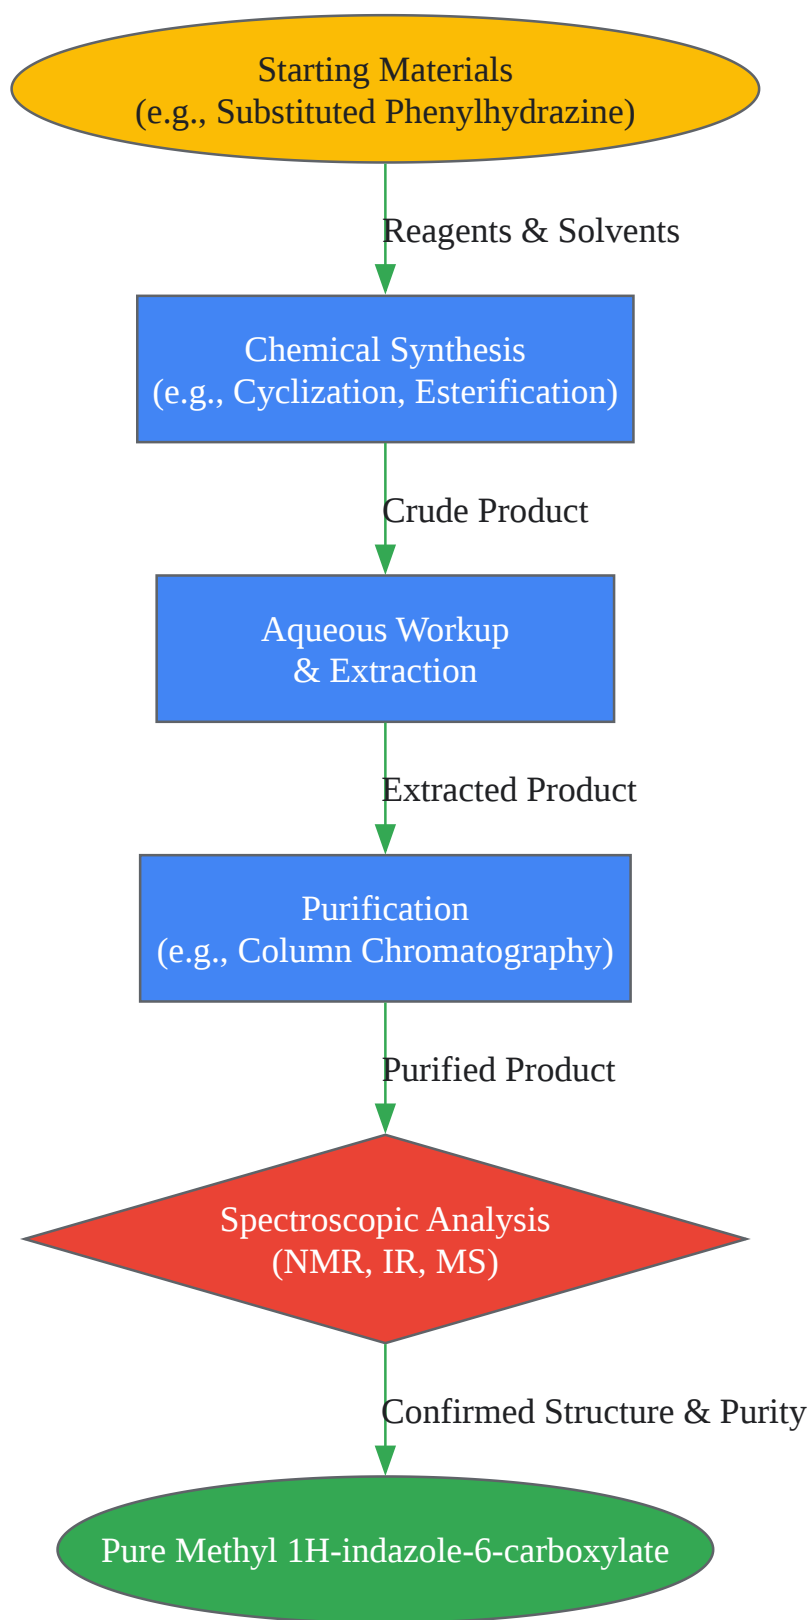 Starting Materials
(e.g., Substituted Phenylhydrazine)
Reagents & Solvents
Chemical Synthesis
(e.g., Cyclization, Esterification)
Crude Product
Aqueous Workup
& Extraction
Extracted Product
Purification
(e.g., Column Chromatography)
Purified Product
Spectroscopic Analysis
(NMR, IR, MS)
Confirmed Structure & Purity
Pure Methyl 1H-indazole-6-carboxylate